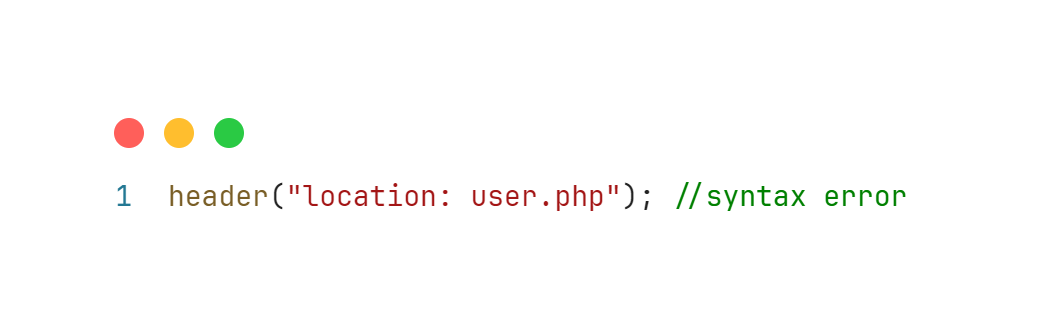 1 header("location: user.php"); //syntax error